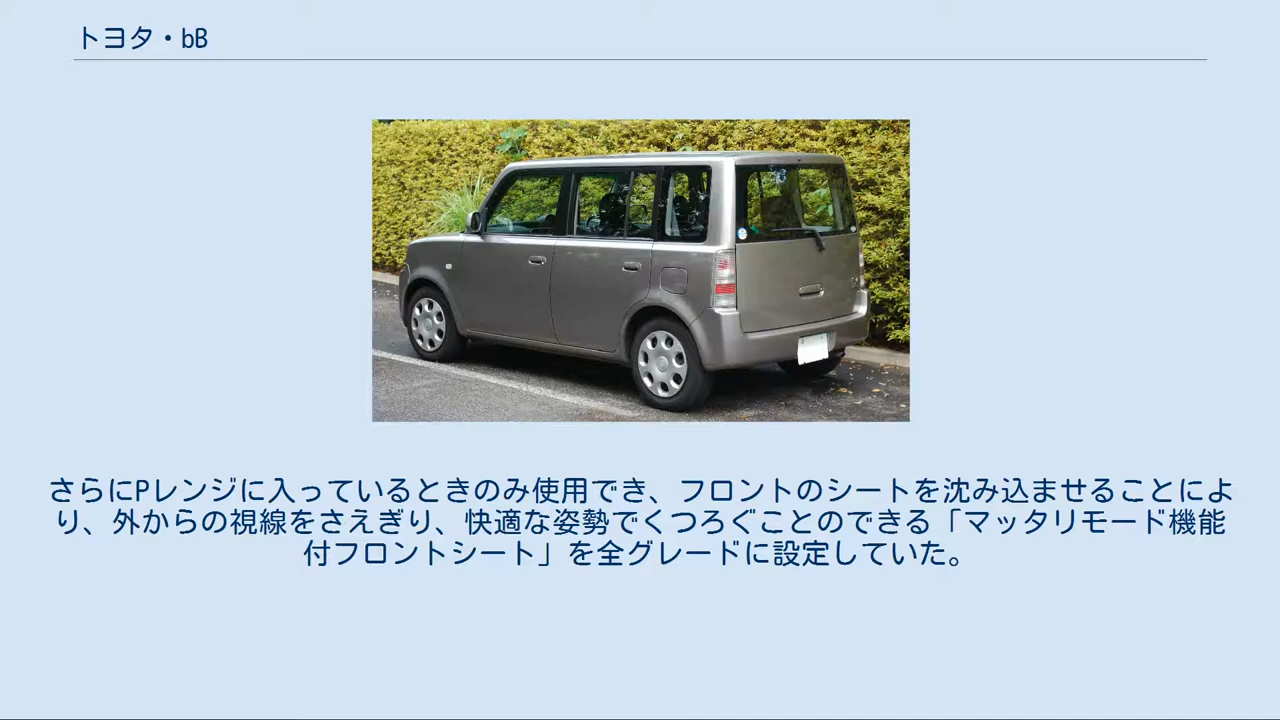 トヨタ・bB
さらにPレンジに入っているときのみ使用でき、フロントのシートを沈み込ませることによ
り、外からの視線をさえぎり、快適な姿勢でくつろぐことのできる「マッタリモード機能
付フロントシート」を全グレードに設定していた。